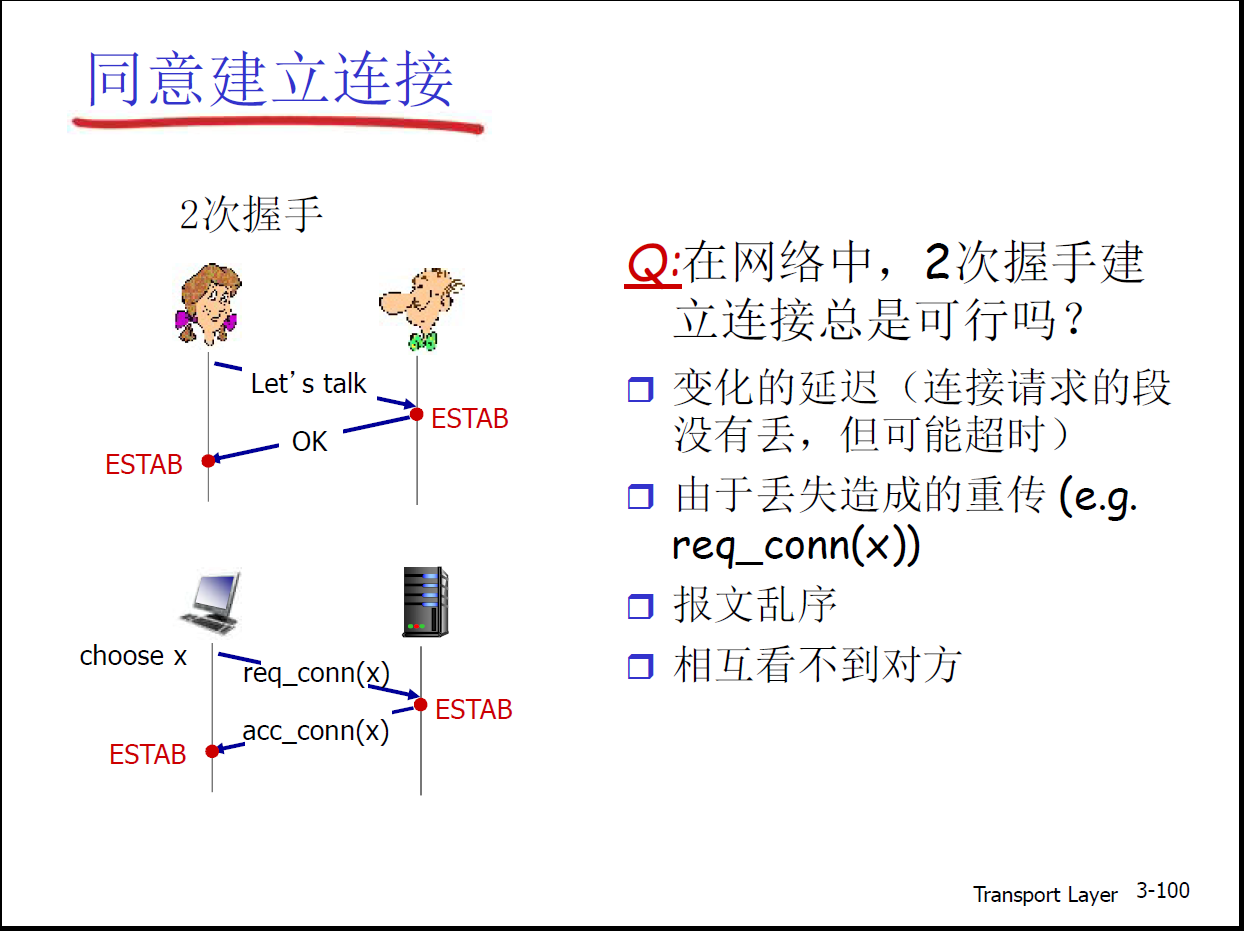 同意建立连接
2次握手
Let's talk
ESTAB
OK
ESTAB
choose x
req_conn(x)
ESTAB
acc_conn(x)
ESTAB
Q:在网络中，2次握手建
立连接总是可行吗？
变化的延迟（连接请求的段
没有丢，但可能超时）
由于丢失造成的重传 (e.g.
req_conn(x))
报文乱序
相互看不到对方
Transport Layer 3-100